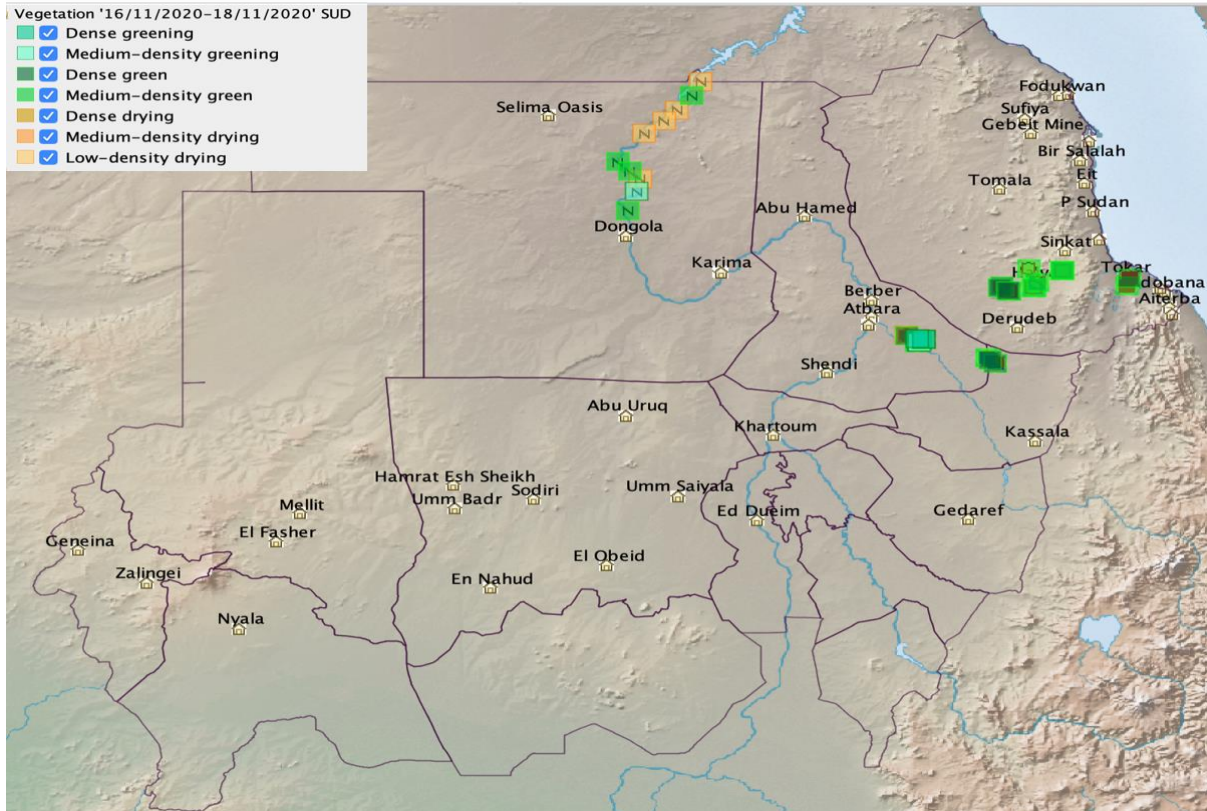 Vegetation '16/11/2020-18/11/2020' SUD
Dense greening
Medium-density greening
Dense green
Medium-density green
Dense drying
Medium-density drying
Low-density drying
Selima Oasis
Fodukwan
Sufiya
Gebeit Mine
Bir Salalah
Eit
Tomala
P Sudan
Abu Hamed
Dongola
Sinkat
Karima
Tokar
dobana
Berber
Aiterba
Atbara
Derudeb
Shendi
Abu Uruq
Khartoum
Kassala
Hamrat Esh Sheikh
Umm Badr
Sodiri
Umm Saiyala
Mellit
Ed Dueim
Gedaref
El Fasher
Geneina
El Obeid
Zalingei
En Nahud
Nyala
N
N
N
N
N
N
N
N
N